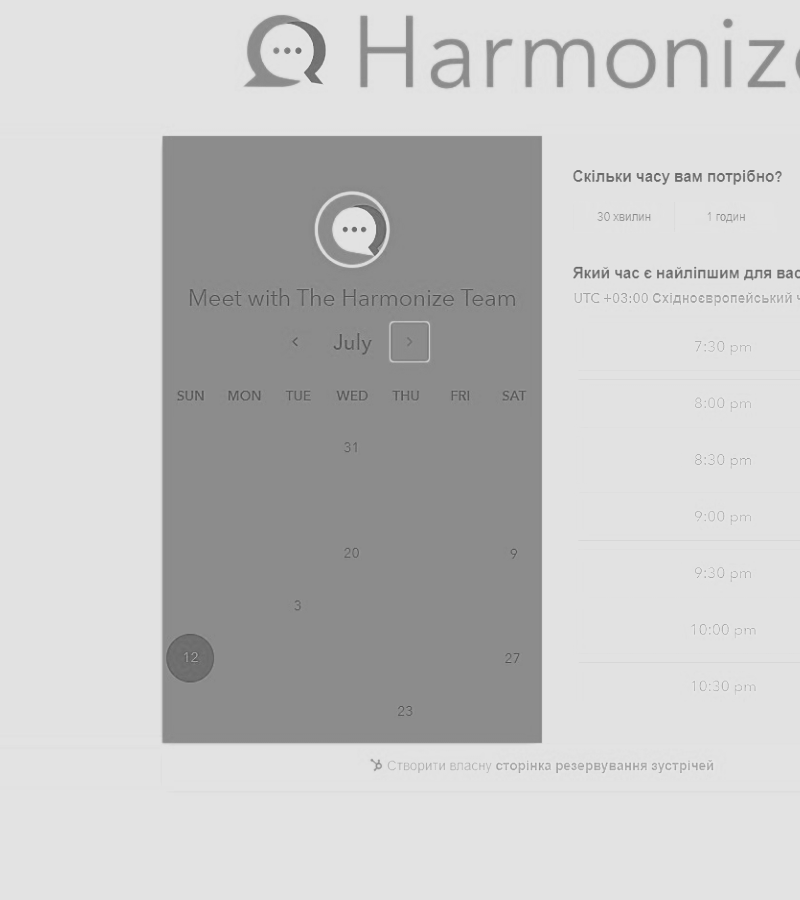 Harmonize
Meet with The Harmonize Team
July
SUN MON TUE WED THU FRI SAT
31
20 9
3
12 27
23
Скільки часу вам потрібно?
30 хвилин 1 годин
Який час є найліпшим для вас
UTC +03:00 Східноєвропейський ч
7:30 pm
8:00 pm
8:30 pm
9:00 pm
9:30 pm
10:00 pm
10:30 pm
Створити власну сторінка резервування зустрічей